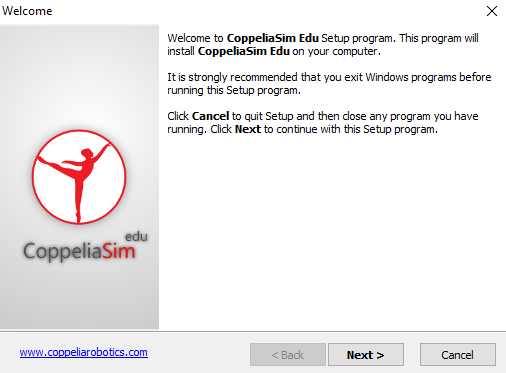 Welcome
Welcome to CoppeliaSim Edu Setup program. This program will
install CoppeliaSim Edu on your computer.
It is strongly recommended that you exit Windows programs before
running this Setup program.
Click Cancel to quit Setup and then close any program you have
running. Click Next to continue with this Setup program.
edu
CoppeliaSim
www.coppeliarobotics.com
< Back
Next >
Cancel